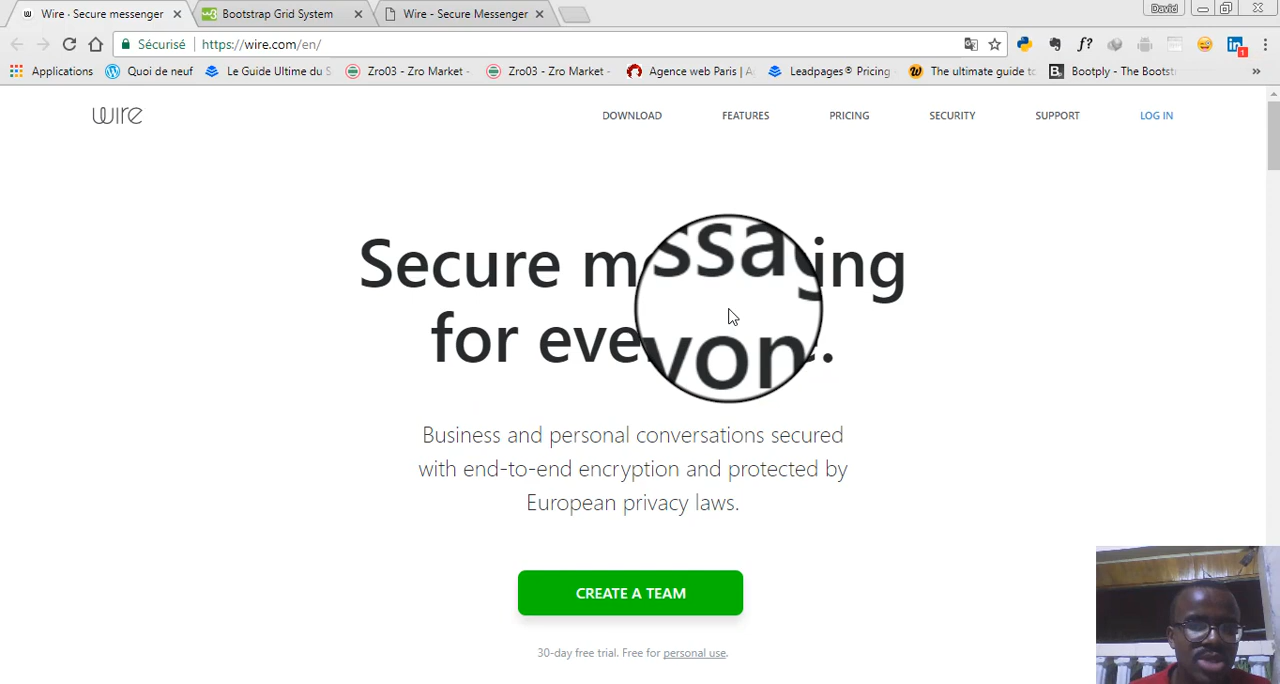 Wire · Secure messenger
Bootstrap Grid System
Wire - Secure Messenger
David
Sécurisé
https://wire.com/en/
f?
1
Applications
Quoi de neuf
Le Guide Ultime du S
Zro03 - Zro Market -
Zro03 - Zro Market -
Agence web Paris | A
Leadpages® Pricing
The ultimate guide to
Bootply - The Bootst
wire
DOWNLOAD
FEATURES
PRICING
SECURITY
SUPPORT
LOG IN
Secure messaging
for everyone.
Business and personal conversations secured
with end-to-end encryption and protected by
European privacy laws.
CREATE A TEAM
30-day free trial. Free for personal use.